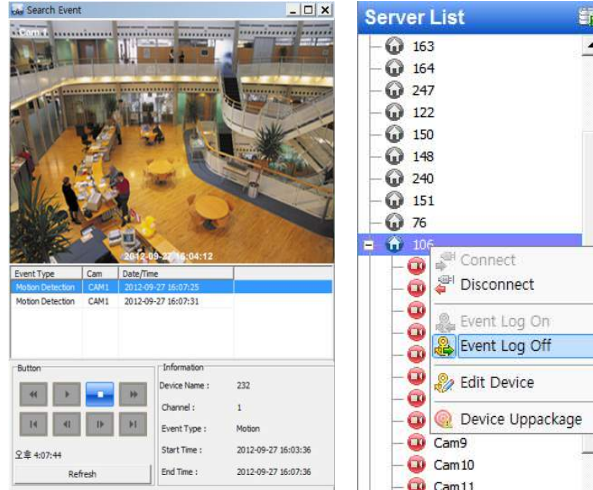 Search Event
Cam 1
2012-09-27 16:04:12
Event Type Cam Date/Time
Motion Detection CAM1 2012-09-27 16:07:25
Motion Detection CAM1 2012-09-27 16:07:31
Button
오후 4:07:44
Refresh
Information
Device Name : 232
Channel : 1
Event Type : Motion
Start Time : 2012-09-27 16:03:36
End Time : 2012-09-27 16:07:36
Server List
163
164
247
122
150
148
240
151
76
106
Connect
Disconnect
Event Log On
Event Log Off
Edit Device
Device Uppackage
Cam9
Cam10
Cam11